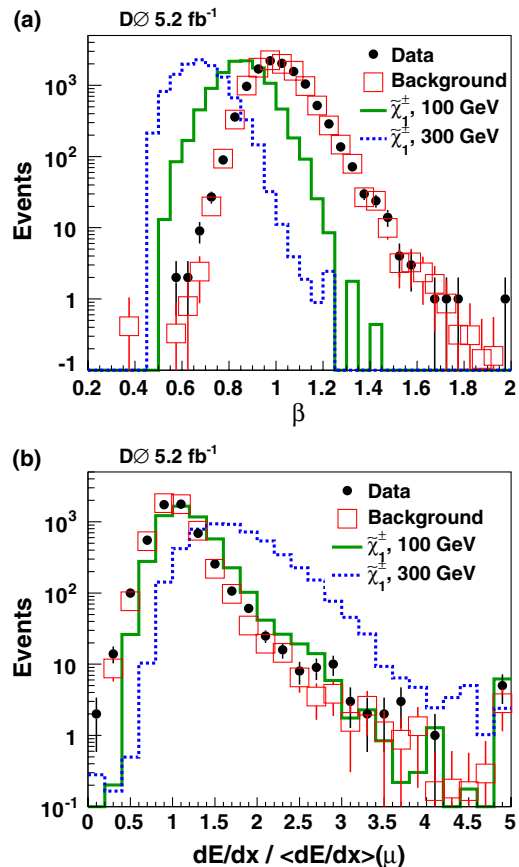 (a) DØ 5.2 fb⁻¹
Data
Background
χ̃₁±, 100 GeV
χ̃₁±, 300 GeV
Events
10³
10²
10
1
-1
0.2 0.4 0.6 0.8 1 1.2 1.4 1.6 1.8 2
β
(b) DØ 5.2 fb⁻¹
Data
Background
χ̃₁±, 100 GeV
χ̃₁±, 300 GeV
Events
10³
10²
10
1
10⁻¹
0 0.5 1 1.5 2 2.5 3 3.5 4 4.5 5
dE/dx / <dE/dx>(μ)